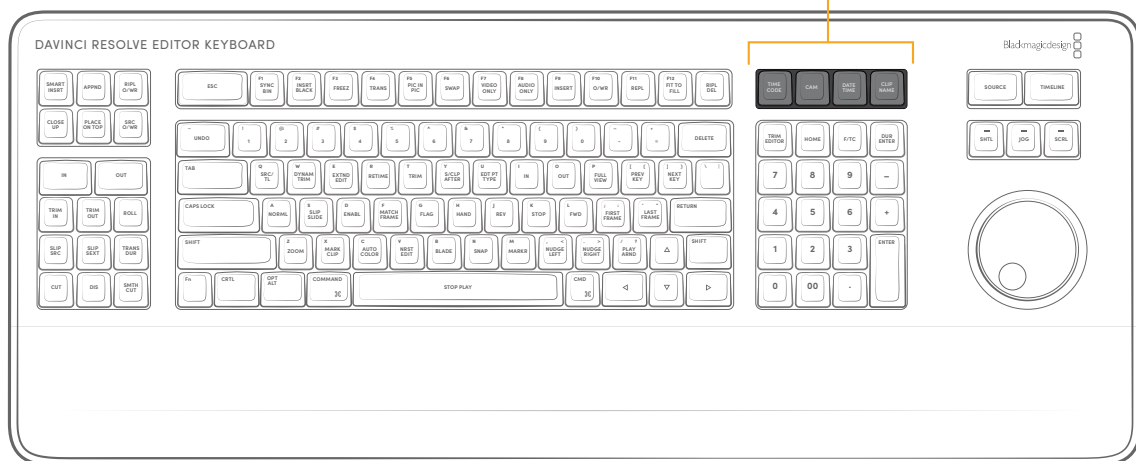 DAVINCI RESOLVE EDITOR KEYBOARD
Blackmagicdesign
SMART INSRT
APPND
RIPL O/WR
ESC
F1 SYNC BIN
F2 INSRT BLACK
F3 FREEZ
F4 TRANS
F5 PIC IN PIC
F6 SWAP
F7 VIDEO ONLY
F8 AUDIO ONLY
F9 INSERT
F10 O/WR
F11 REPL
F12 FIT TO FILL
RIPL DEL
TIME CODE
CAM
DATE TIME
CLIP NAME
SOURCE
TIMELINE
CLOSE UP
PLACE ON TOP
SRC O/WR
~ UNDO
! 1
@ 2
# 3
$ 4
% 5
^ 6
& 7
* 8
( 9
) 0
- -
+ =
DELETE
TRIM EDITOR
HOME
F/TC
DUR ENTER
SHTL
JOG
SCRL
IN
OUT
TAB
Q SRC/ TL
W DYNAM TRIM
E EXTND EDIT
R RETIME
T TRIM
Y S/CLP AFTER
U EDT PT TYPE
I IN
O OUT
P FULL VIEW
[ { PREV KEY
] } NEXT KEY
\ |
7
8
9
–
TRIM IN
TRIM OUT
ROLL
CAPS LOCK
A NORML
S SLIP SLIDE
D ENABL
F MATCH FRAME
G FLAG
H HAND
J REV
K STOP
L FWD
; : FIRST FRAME
' " LAST FRAME
RETURN
4
5
6
+
SLIP SRC
SLIP SEXT
TRANS DUR
SHIFT
Z ZOOM
X MARK CLIP
C AUTO COLOR
V NRST EDIT
B BLADE
N SNAP
M MARKR
, < NUDGE LEFT
. > NUDGE RIGHT
/ ? PLAY ARND
△
SHIFT
1
2
3
ENTER
CUT
DIS
SMTH CUT
Fn
CRTL
OPT ALT
COMMAND ⌘
STOP PLAY
CMD ⌘
◁
▽
▷
0
00
.